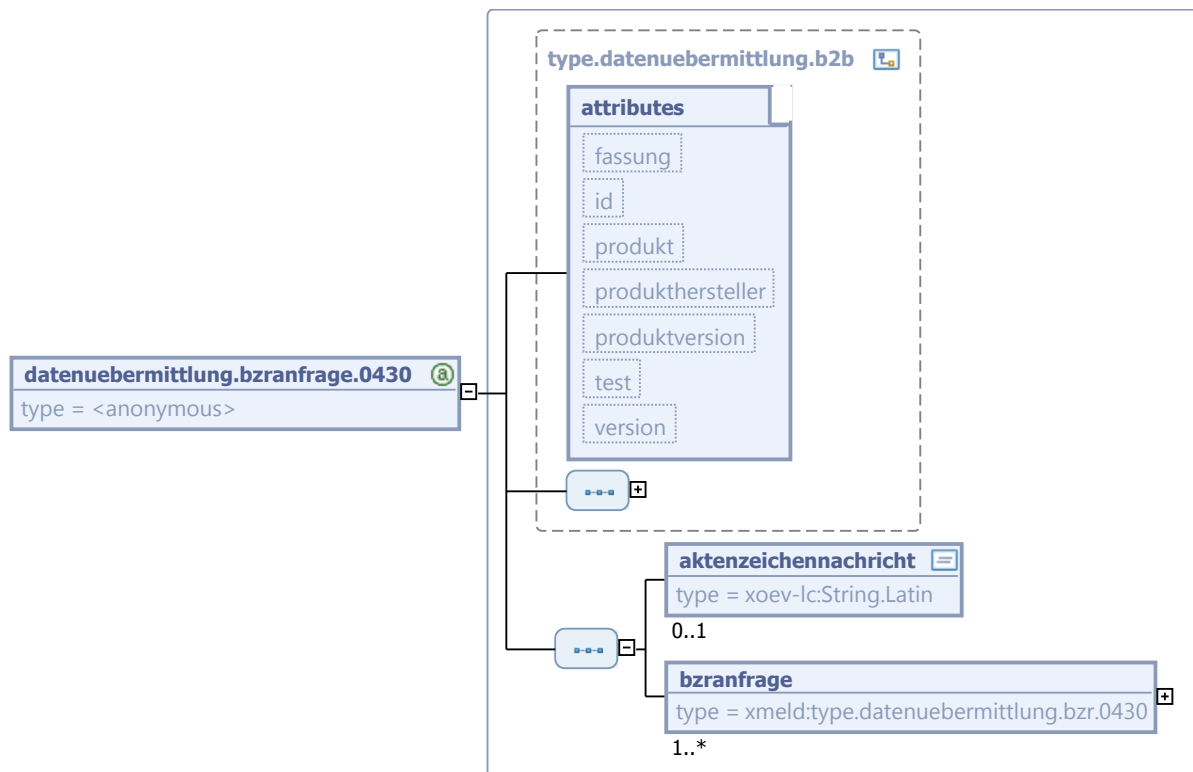 type.datenuebermittlung.b2b
attributes
fassung
id
produkt
produkthersteller
produktversion
test
version
datenuebermittlung.bzranfrage.0430 a
type = <anonymous>
aktenzeichennachricht
type = xoev-lc:String.Latin
0..1
bzranfrage
type = xmeld:type.datenuebermittlung.bzr.0430
1..*